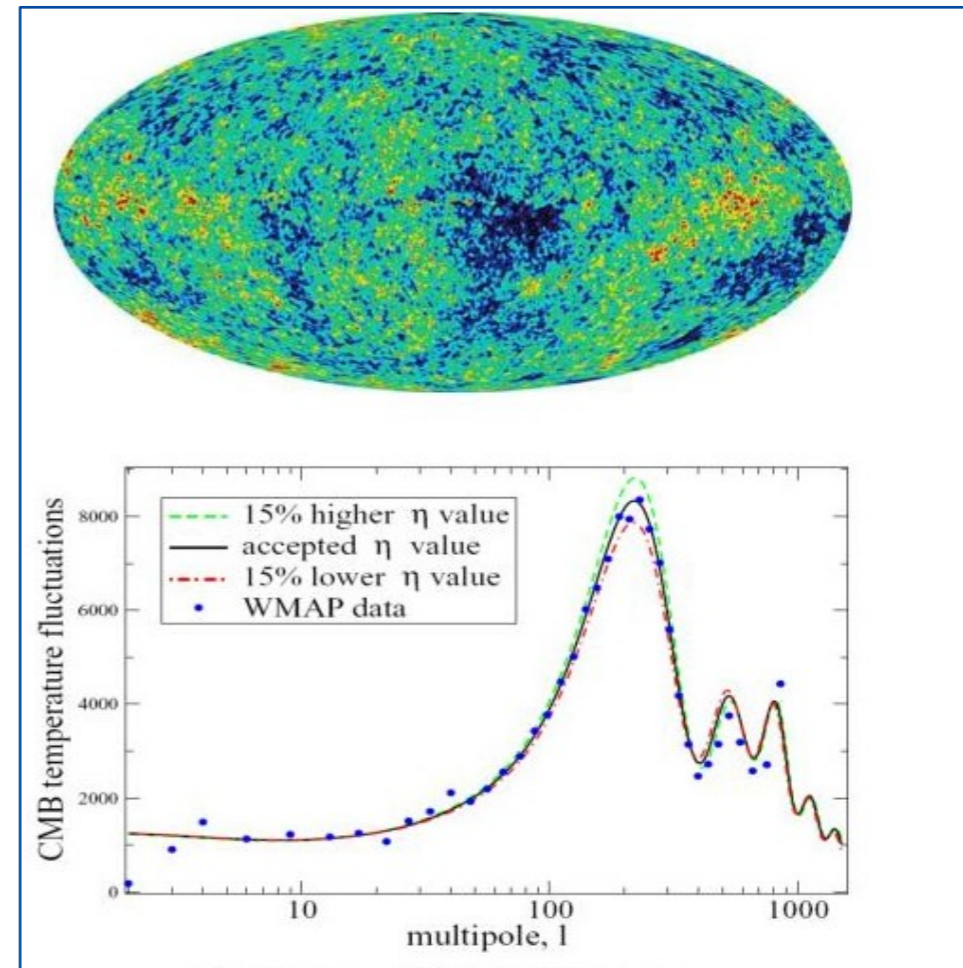 15% higher η value
accepted η value
15% lower η value
WMAP data
CMB temperature fluctuations
8000
6000
4000
2000
0
10
100
1000
multipole, l